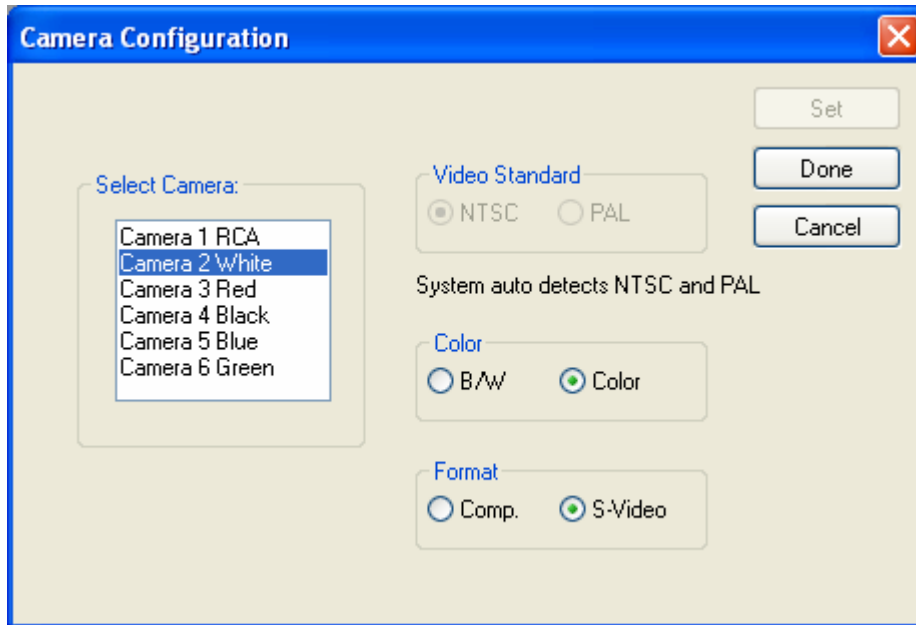 Camera Configuration
Set
Done
Cancel
Select Camera:
Camera 1 RCA
Camera 2 White
Camera 3 Red
Camera 4 Black
Camera 5 Blue
Camera 6 Green
Video Standard
NTSC PAL
System auto detects NTSC and PAL
Color
B/W Color
Format
Comp. S-Video